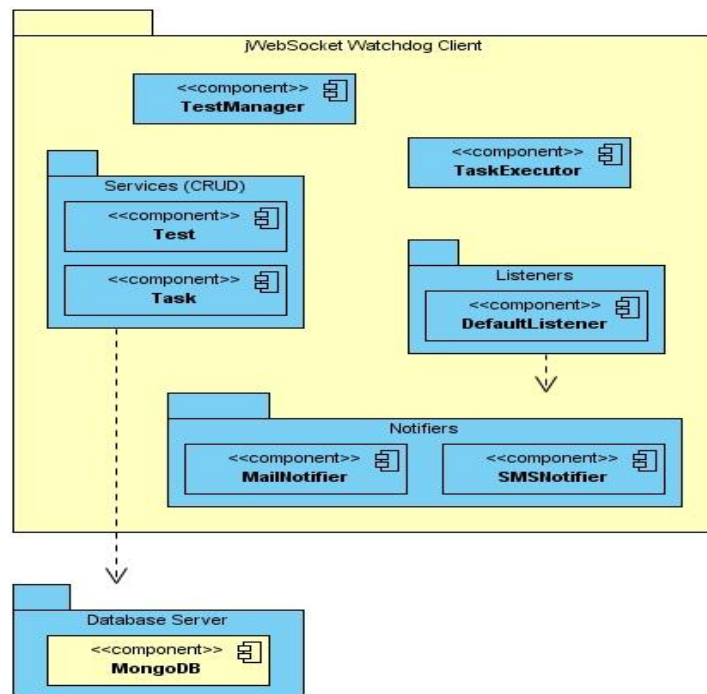 jWebSocket Watchdog Client
<<component>>
TestManager
<<component>>
TaskExecutor
Services (CRUD)
<<component>>
Test
<<component>>
Task
Listeners
<<component>>
DefaultListener
Notifiers
<<component>>
MailNotifier
<<component>>
SMSNotifier
Database Server
<<component>>
MongoDB